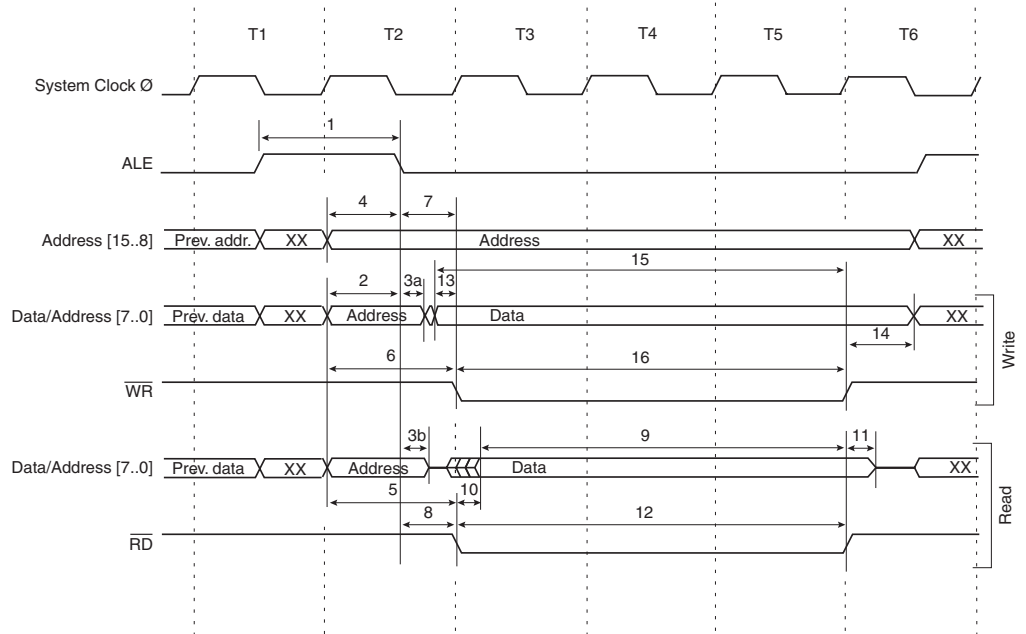 T1 T2 T3 T4 T5 T6
System Clock Ø
1
ALE
4 7
Address [15..8] Prev. addr. XX Address XX
15
2 3a 13
Data/Address [7..0] Prev. data XX Address Data XX
14
6 16
WR
Write
3b 9 11
Data/Address [7..0] Prev. data XX Address Data XX
5 10
8 12
RD
Read